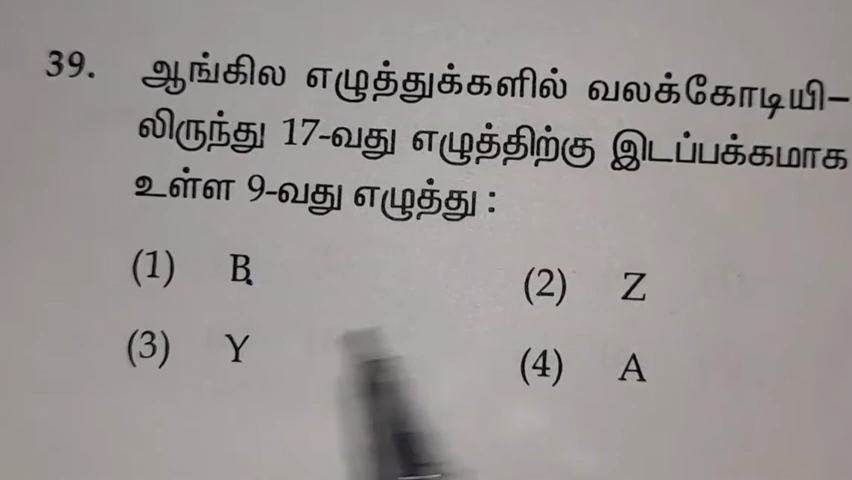 39. ஆங்கில எழுத்துக்களில் வலக்கோடியி-
லிருந்து 17-வது எழுத்திற்கு இடப்பக்கமாக
உள்ள 9-வது எழுத்து :
(1) B (2) Z
(3) Y (4) A